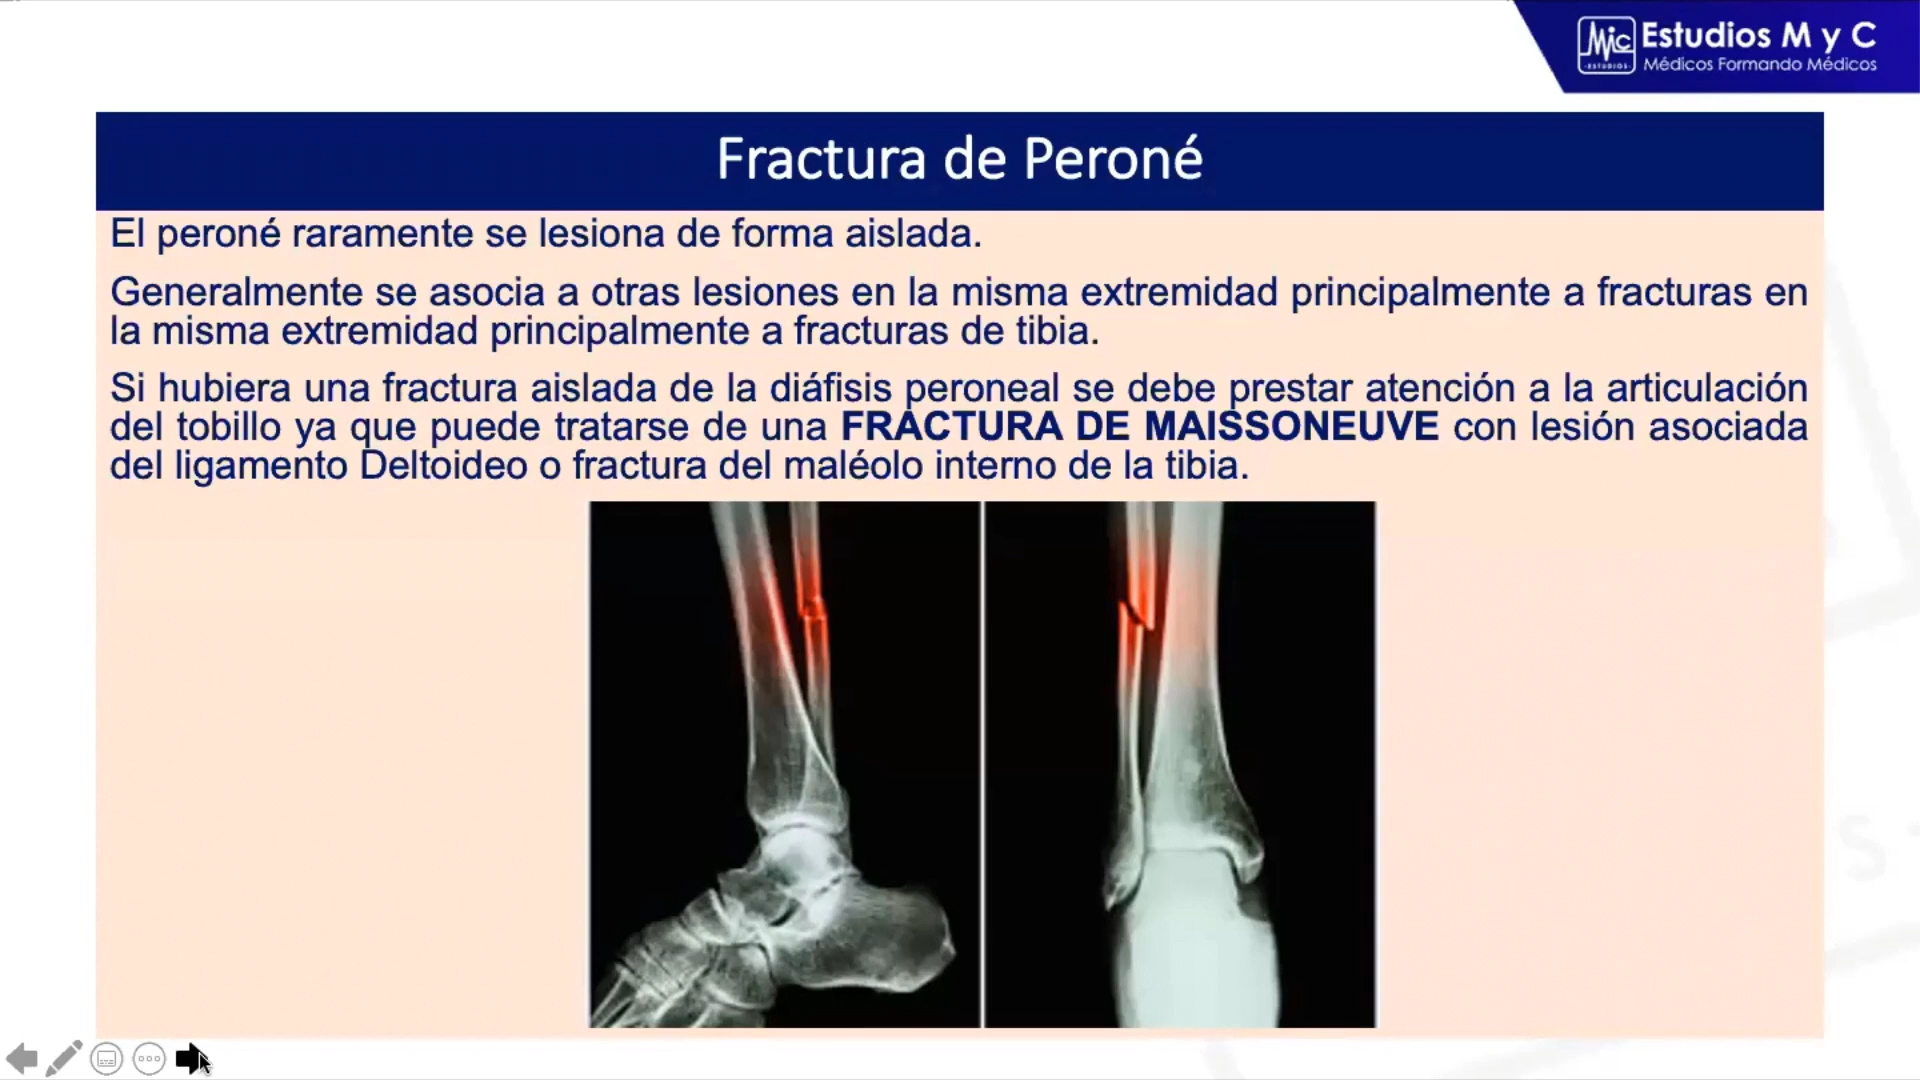 Estudios M y C
Médicos Formando Médicos
Fractura de Peroné
El peroné raramente se lesiona de forma aislada.
Generalmente se asocia a otras lesiones en la misma extremidad principalmente a fracturas en
la misma extremidad principalmente a fracturas de tibia.
Si hubiera una fractura aislada de la diáfisis peroneal se debe prestar atención a la articulación
del tobillo ya que puede tratarse de una FRACTURA DE MAISSONEUVE con lesión asociada
del ligamento Deltoideo o fractura del maléolo interno de la tibia.